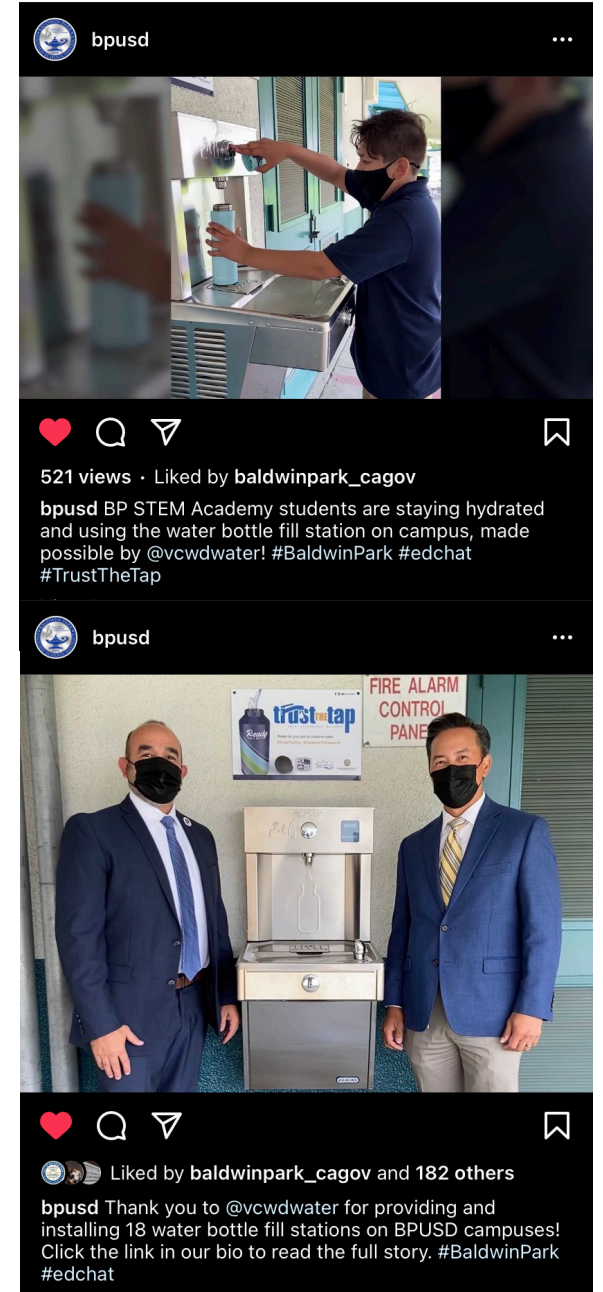 bpusd
521 views · Liked by baldwinpark_cagov
bpusd BP STEM Academy students are staying hydrated
and using the water bottle fill station on campus, made
possible by @vcwdwater! #BaldwinPark #edchat
#TrustTheTap
bpusd
trust THE tap
Ready
FIRE ALARM
CONTROL
PANE
Liked by baldwinpark_cagov and 182 others
bpusd Thank you to @vcwdwater for providing and
installing 18 water bottle fill stations on BPUSD campuses!
Click the link in our bio to read the full story. #BaldwinPark
#edchat